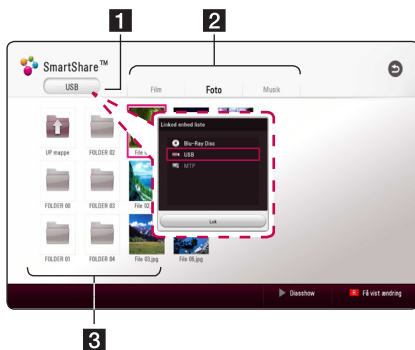 1
2
SmartShare™
USB
Film
Foto
Musik
Linked enhed liste
Blu-Ray Disc
USB
MTP
Luk
UP mappe
FOLDER 02
File
FOLDER 00
FOLDER 03
File 02
FOLDER 01
FOLDER 04
File 03.jpg
File 05.jpg
Diasshow
R Få vist ændring
3